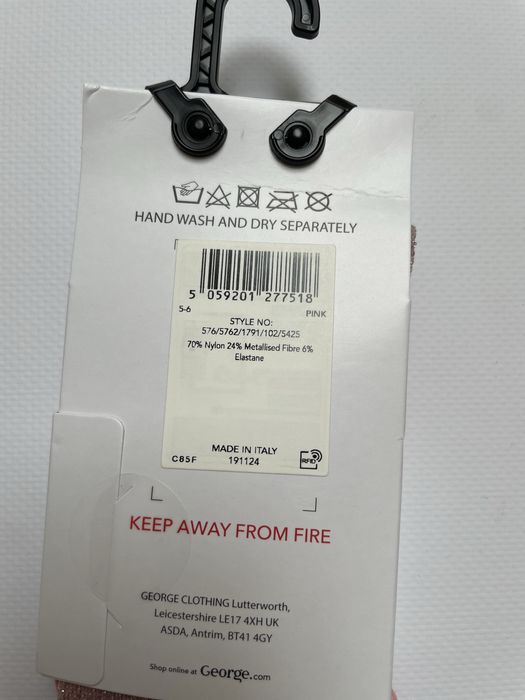 HAND WASH AND DRY SEPARATELY
5 059201 277518
5-6 PINK
STYLE NO:
576/5762/1791/102/5425
70% Nylon 24% Metallised Fibre 6%
Elastane
MADE IN ITALY
C85F 191124 RFID
KEEP AWAY FROM FIRE
GEORGE CLOTHING Lutterworth,
Leicestershire LE17 4XH UK
ASDA, Antrim, BT41 4GY
Shop online at George.com